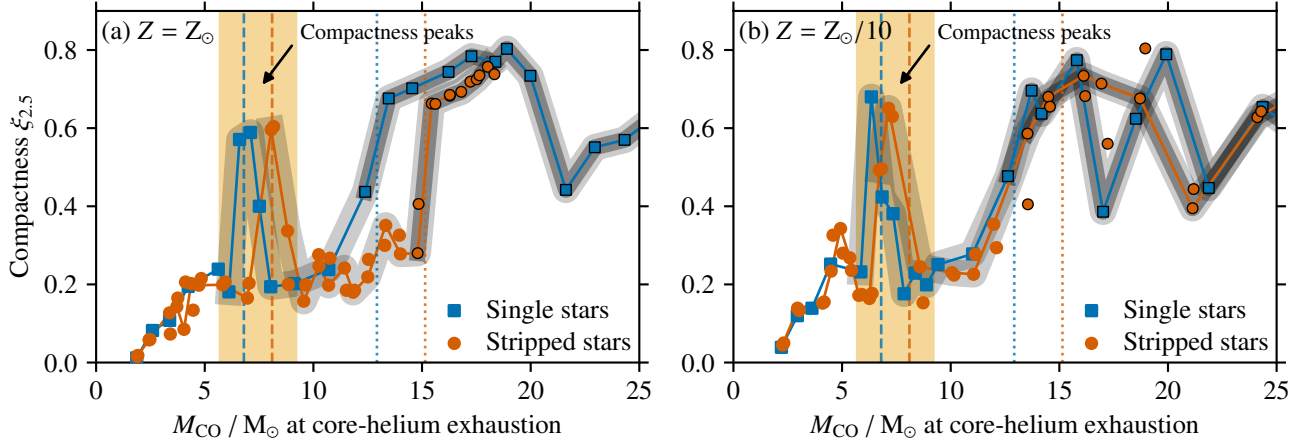 (a) Z = Z⊙
Compactness peaks
0.8
0.6
0.4
0.2
0.0
Compactness ξ2.5
Single stars
Stripped stars
0 5 10 15 20 25
MCO / M⊙ at core-helium exhaustion
(b) Z = Z⊙/10
Compactness peaks
0.8
0.6
0.4
0.2
0.0
Single stars
Stripped stars
0 5 10 15 20 25
MCO / M⊙ at core-helium exhaustion